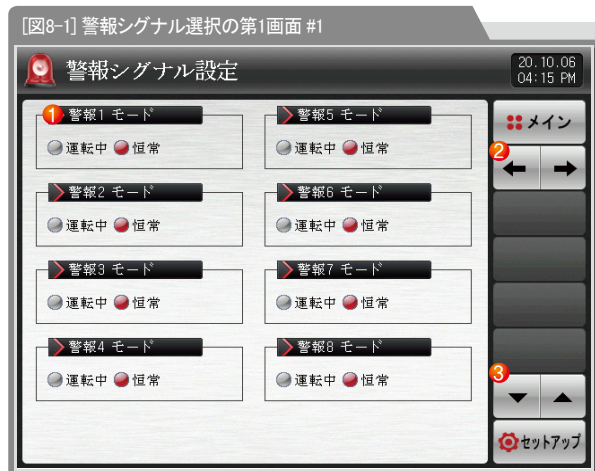 [図8-1] 警報シグナル選択の第1画面 #1
警報シグナル設定
20.10.06
04:15 PM
1 警報1 モード
運転中 恒常
警報2 モード
運転中 恒常
警報3 モード
運転中 恒常
警報4 モード
運転中 恒常
警報5 モード
運転中 恒常
警報6 モード
運転中 恒常
警報7 モード
運転中 恒常
警報8 モード
運転中 恒常
メイン
2
3
セットアップ